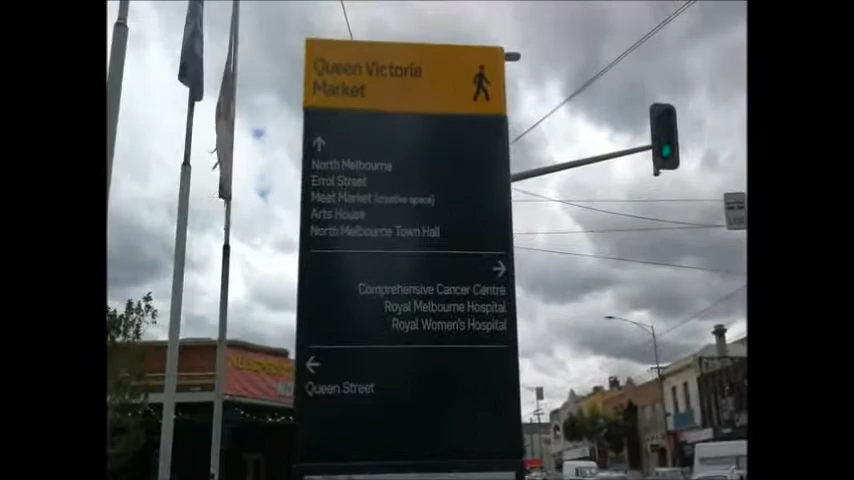 Queen Victoria
Market
North Melbourne
Errol Street
Meat Market (creative space)
Arts House
North Melbourne Town Hall
Comprehensive Cancer Centre
Royal Melbourne Hospital
Royal Women's Hospital
Queen Street